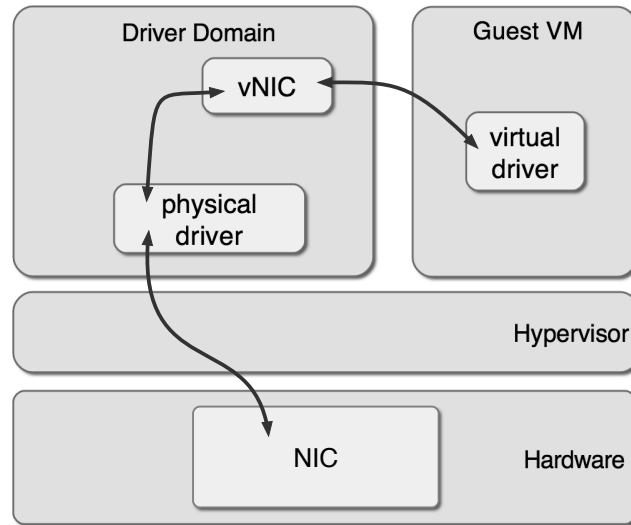 Driver Domain
Guest VM
vNIC
virtual
driver
physical
driver
Hypervisor
NIC
Hardware